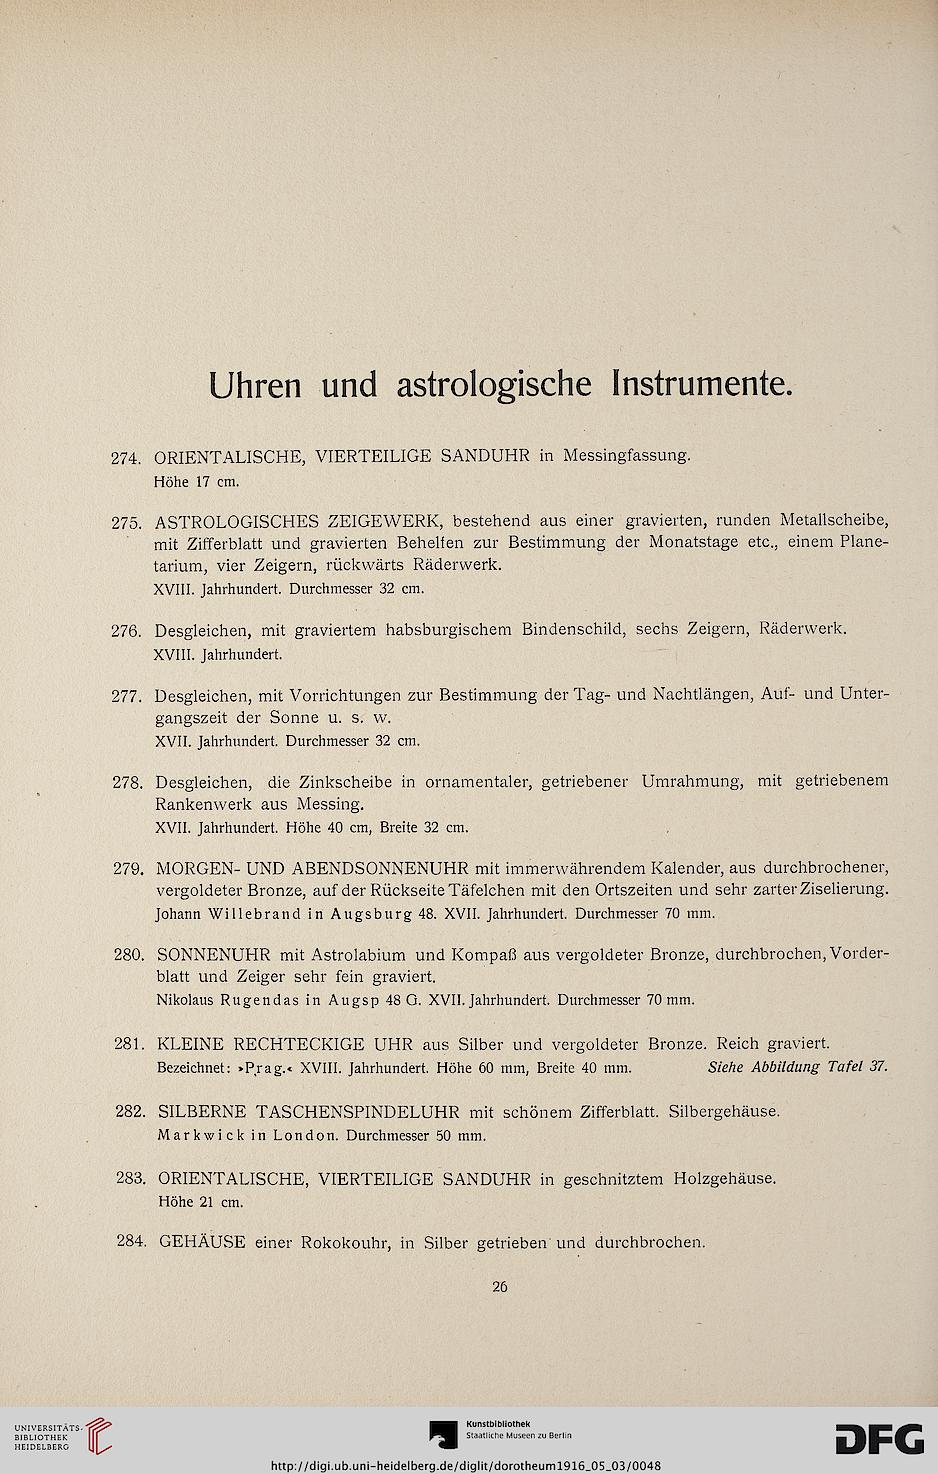 Uhren und astrologische Instrumente.
274. ORIENTALISCHE, VIERTEILIGE SANDUHR in Messingfassung.
Höhe 17 cm.
275. ASTROLOGISCHES ZEIGEWERK, bestehend aus einer gravierten, runden Metallscheibe,
mit Zifferblatt und gravierten Behelfen zur Bestimmung der Monatstage etc., einem Plane-
tarium, vier Zeigern, rückwärts Räderwerk.
XVIII. Jahrhundert. Durchmesser 32 cm.
276. Desgleichen, mit graviertem habsburgischem Bindenschild, sechs Zeigern, Räderwerk.
XVIII. Jahrhundert.
277. Desgleichen, mit Vorrichtungen zur Bestimmung der Tag- und Nachtlängen, Auf- und Unter-
gangszeit der Sonne u. s. w.
XVII. Jahrhundert. Durchmesser 32 cm.
278. Desgleichen, die Zinkscheibe in ornamentaler, getriebener Umrahmung, mit getriebenem
Rankenwerk aus Messing.
XVII. Jahrhundert. Höhe 40 cm, Breite 32 cm.
279. MORGEN- UND ABENDSONNENUHR mit immerwährendem Kalender, aus durchbrochener,
vergoldeter Bronze, auf der Rückseite Täfelchen mit den Ortszeiten und sehr zarter Ziselierung.
Johann Willebrand in Augsburg 48. XVII. Jahrhundert. Durchmesser 70 mm.
280. SONNENUHR mit Astrolabium und Kompaß aus vergoldeter Bronze, durchbrochen, Vorder-
blatt und Zeiger sehr fein graviert.
Nikolaus Rugendas in Augsp 48 G. XVII. Jahrhundert. Durchmesser 70 mm.
281. KLEINE RECHTECKIGE UHR aus Silber und vergoldeter Bronze. Reich graviert.
Bezeichnet: »Prag.« XVIII. Jahrhundert. Höhe 60 mm, Breite 40 mm. Siehe Abbildung Tafel 37.
282. SILBERNE TASCHENSPINDELUHR mit schönem Zifferblatt. Silbergehäuse.
Markwick in London. Durchmesser 50 mm.
283. ORIENTALISCHE, VIERTEILIGE SANDUHR in geschnitztem Holzgehäuse.
Höhe 21 cm.
284. GEHÄUSE einer Rokokouhr, in Silber getrieben und durchbrochen.
26
UNIVERSITÄTS-
BIBLIOTHEK
HEIDELBERG
Kunstbibliothek
Staatliche Museen zu Berlin
DFG
http://digi.ub.uni-heidelberg.de/diglit/dorotheum1916_05_03/0048